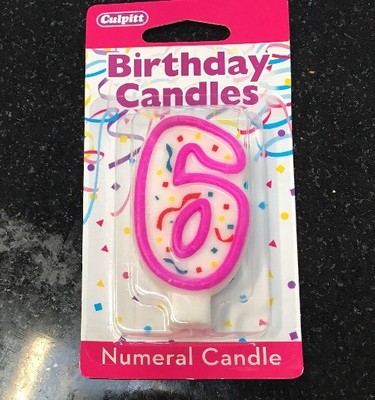 Culpitt
Birthday
Candles
6
Numeral Candle